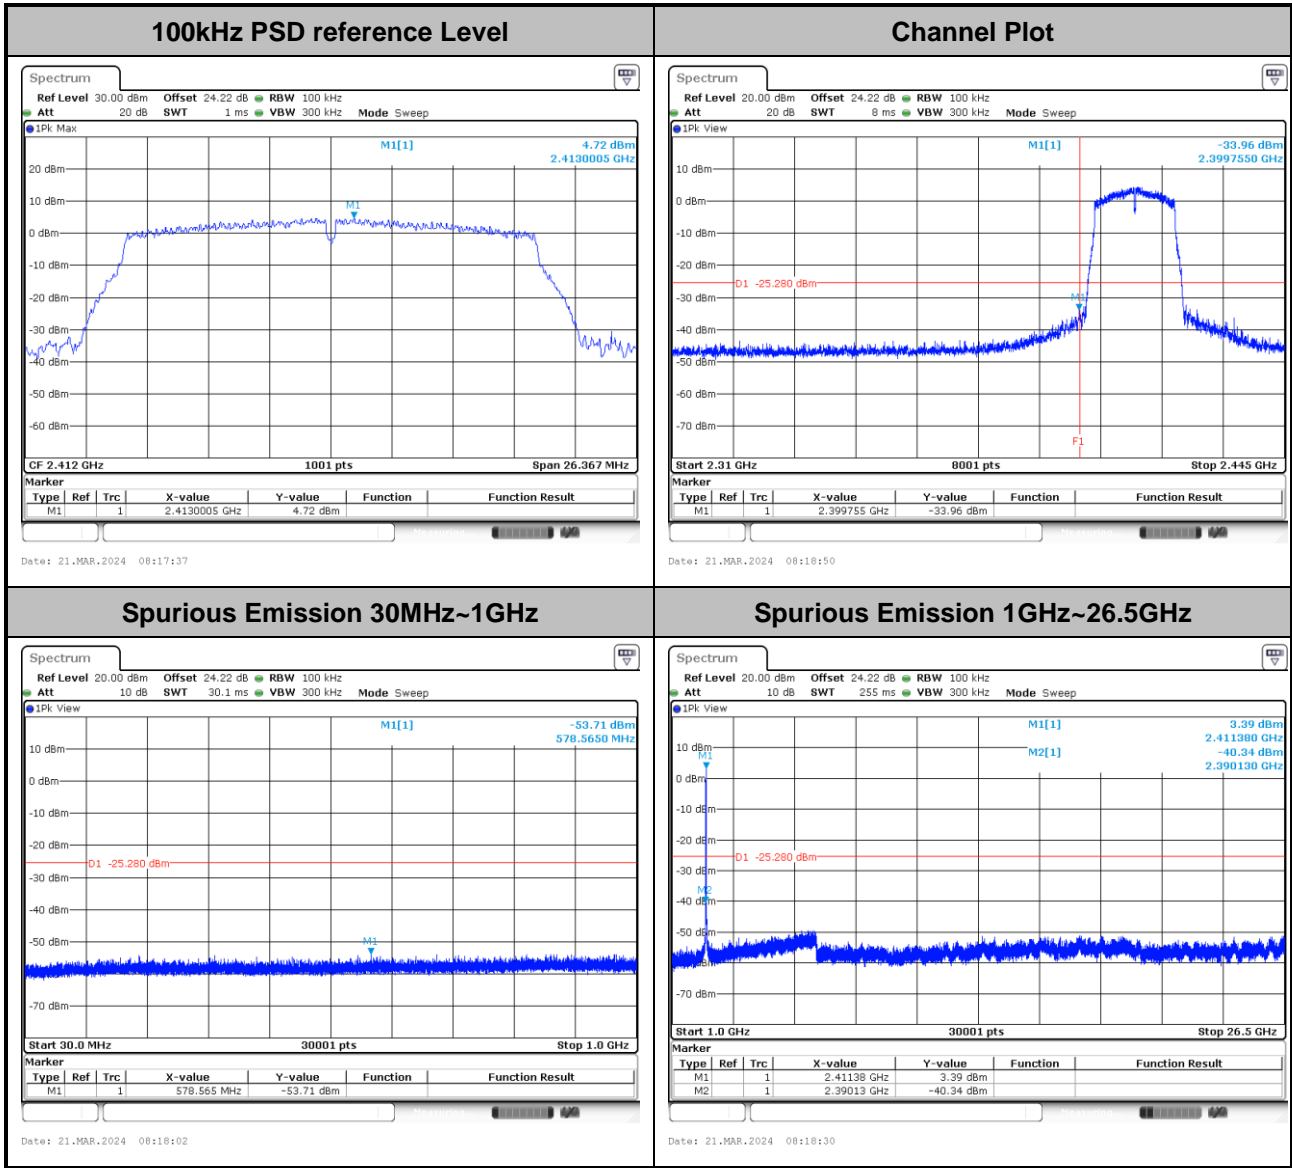 100kHz PSD reference Level
Spectrum
Ref Level 30.00 dBm Offset 24.22 dB RBW 100 kHz
Att 20 dB SWT 1 ms VBW 300 kHz Mode Sweep
1Pk Max
M1[1] 4.72 dBm
2.4130005 GHz
20 dBm
10 dBm
M1
0 dBm
-10 dBm
-20 dBm
-30 dBm
-40 dBm
-50 dBm
-60 dBm
CF 2.412 GHz 1001 pts Span 26.367 MHz
Marker
Type Ref Trc X-value Y-value Function Function Result
M1 1 2.4130005 GHz 4.72 dBm
Date: 21.MAR.2024 08:17:37
Channel Plot
Spectrum
Ref Level 20.00 dBm Offset 24.22 dB RBW 100 kHz
Att 20 dB SWT 8 ms VBW 300 kHz Mode Sweep
1Pk View
M1[1] -33.96 dBm
2.3997550 GHz
10 dBm
0 dBm
-10 dBm
-20 dBm
D1 -25.280 dBm
-30 dBm
M1
-40 dBm
-50 dBm
-60 dBm
-70 dBm
F1
Start 2.31 GHz 8001 pts Stop 2.445 GHz
Marker
Type Ref Trc X-value Y-value Function Function Result
M1 1 2.399755 GHz -33.96 dBm
Date: 21.MAR.2024 08:18:50
Spurious Emission 30MHz~1GHz
Spectrum
Ref Level 20.00 dBm Offset 24.22 dB RBW 100 kHz
Att 10 dB SWT 30.1 ms VBW 300 kHz Mode Sweep
1Pk View
M1[1] -53.71 dBm
578.5650 MHz
10 dBm
0 dBm
-10 dBm
-20 dBm
D1 -25.280 dBm
-30 dBm
-40 dBm
-50 dBm
M1
-70 dBm
Start 30.0 MHz 30001 pts Stop 1.0 GHz
Marker
Type Ref Trc X-value Y-value Function Function Result
M1 1 578.565 MHz -53.71 dBm
Date: 21.MAR.2024 08:18:02
Spurious Emission 1GHz~26.5GHz
Spectrum
Ref Level 20.00 dBm Offset 24.22 dB RBW 100 kHz
Att 10 dB SWT 255 ms VBW 300 kHz Mode Sweep
1Pk View
M1[1] 3.39 dBm
2.411380 GHz
M2[1] -40.34 dBm
2.390130 GHz
10 dBm
M1
0 dBm
-10 dBm
-20 dBm
D1 -25.280 dBm
-30 dBm
M2
-40 dBm
-50 dBm
-70 dBm
Start 1.0 GHz 30001 pts Stop 26.5 GHz
Marker
Type Ref Trc X-value Y-value Function Function Result
M1 1 2.41138 GHz 3.39 dBm
M2 1 2.39013 GHz -40.34 dBm
Date: 21.MAR.2024 08:18:30